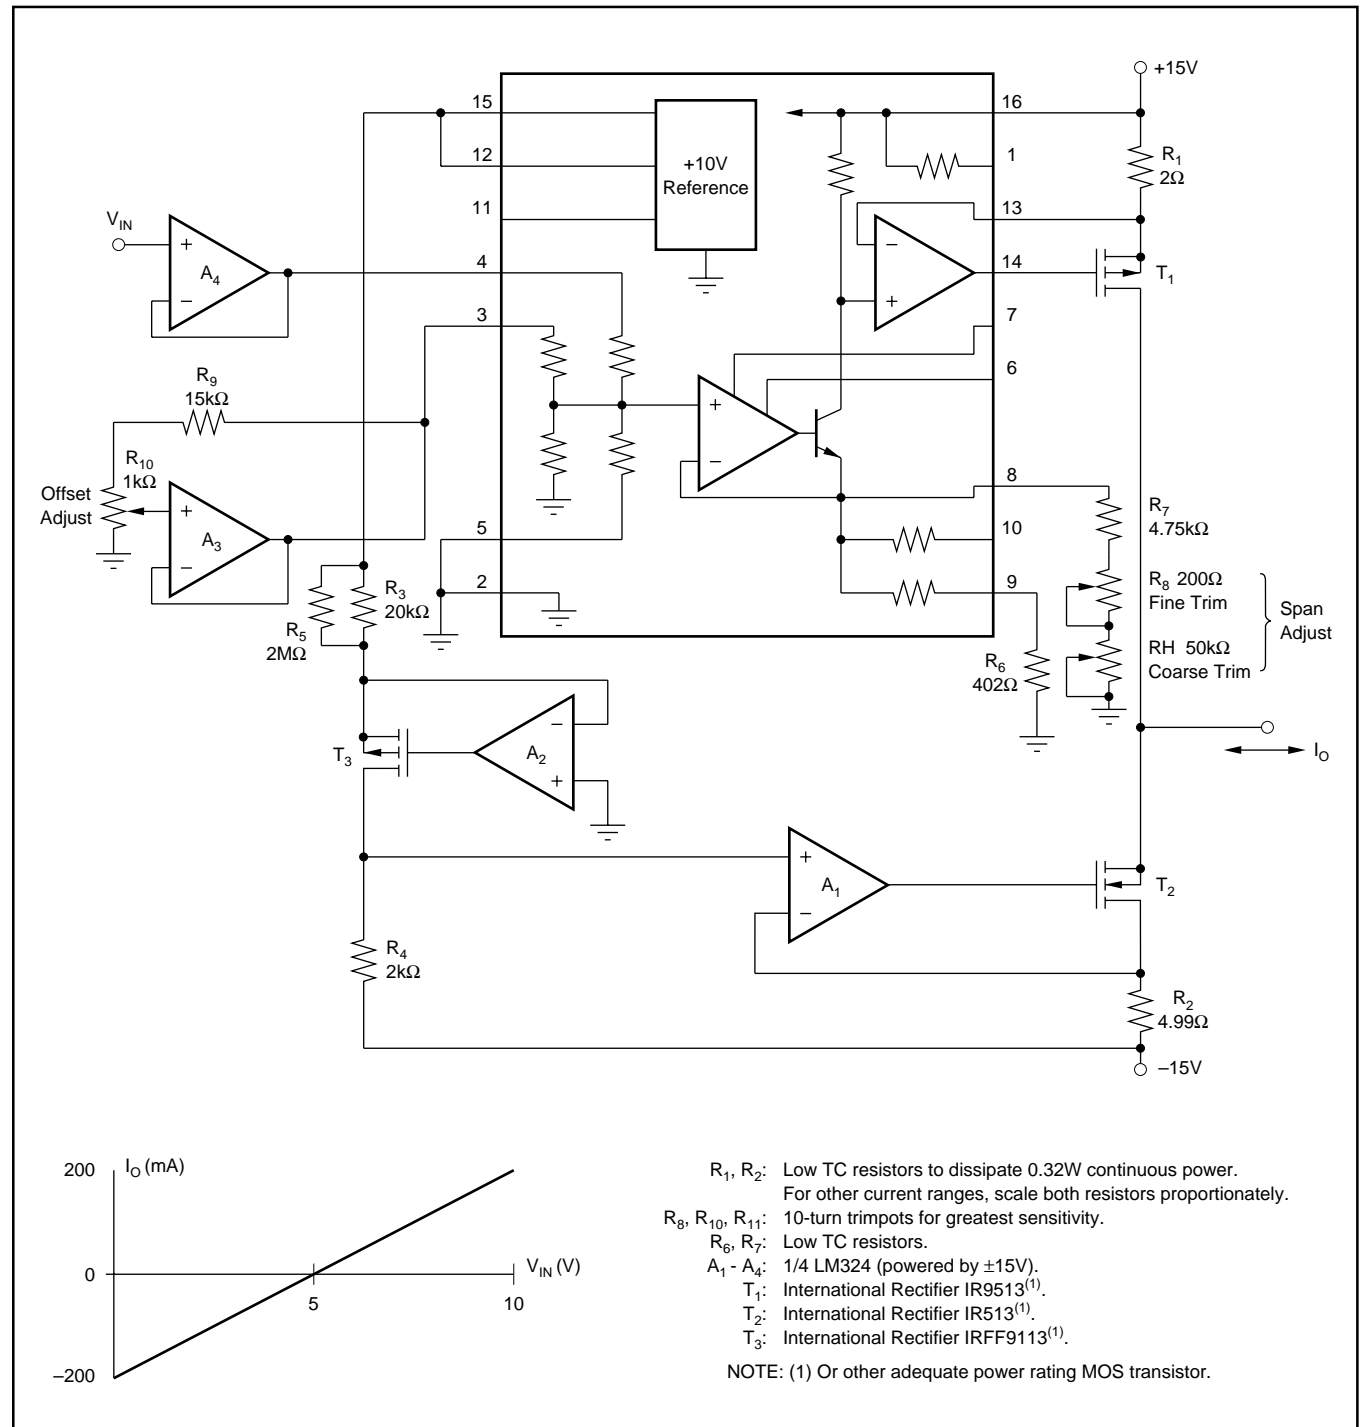 +15V
15
16
12
+10V
Reference
1
R1
2Ω
11
13
VIN
+
A4
–
4
–
+
14
T1
3
7
6
R9
15kΩ
+
–
R10
1kΩ
Offset
Adjust
+
A3
–
8
R7
4.75kΩ
5
10
R3
20kΩ
2
9
R8 200Ω
Fine Trim
Span
Adjust
R5
2MΩ
R6
402Ω
RH 50kΩ
Coarse Trim
T3
–
A2
+
IO
+
A1
–
T2
R4
2kΩ
R2
4.99Ω
–15V
200
IO (mA)
0
VIN (V)
5
10
–200
R1, R2: Low TC resistors to dissipate 0.32W continuous power.
For other current ranges, scale both resistors proportionately.
R8, R10, R11: 10-turn trimpots for greatest sensitivity.
R6, R7: Low TC resistors.
A1 - A4: 1/4 LM324 (powered by ±15V).
T1: International Rectifier IR9513(1).
T2: International Rectifier IR513(1).
T3: International Rectifier IRFF9113(1).
NOTE: (1) Or other adequate power rating MOS transistor.